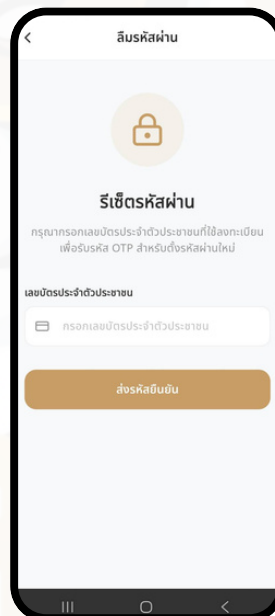 ลืมรหัสผ่าน
รีเซ็ตรหัสผ่าน
กรุณากรอกเลขบัตรประจำตัวประชาชนที่ใช้ลงทะเบียน
เพื่อรับรหัส OTP สำหรับตั้งรหัสผ่านใหม่
เลขบัตรประจำตัวประชาชน
กรอกเลขบัตรประจำตัวประชาชน
ส่งรหัสยืนยัน